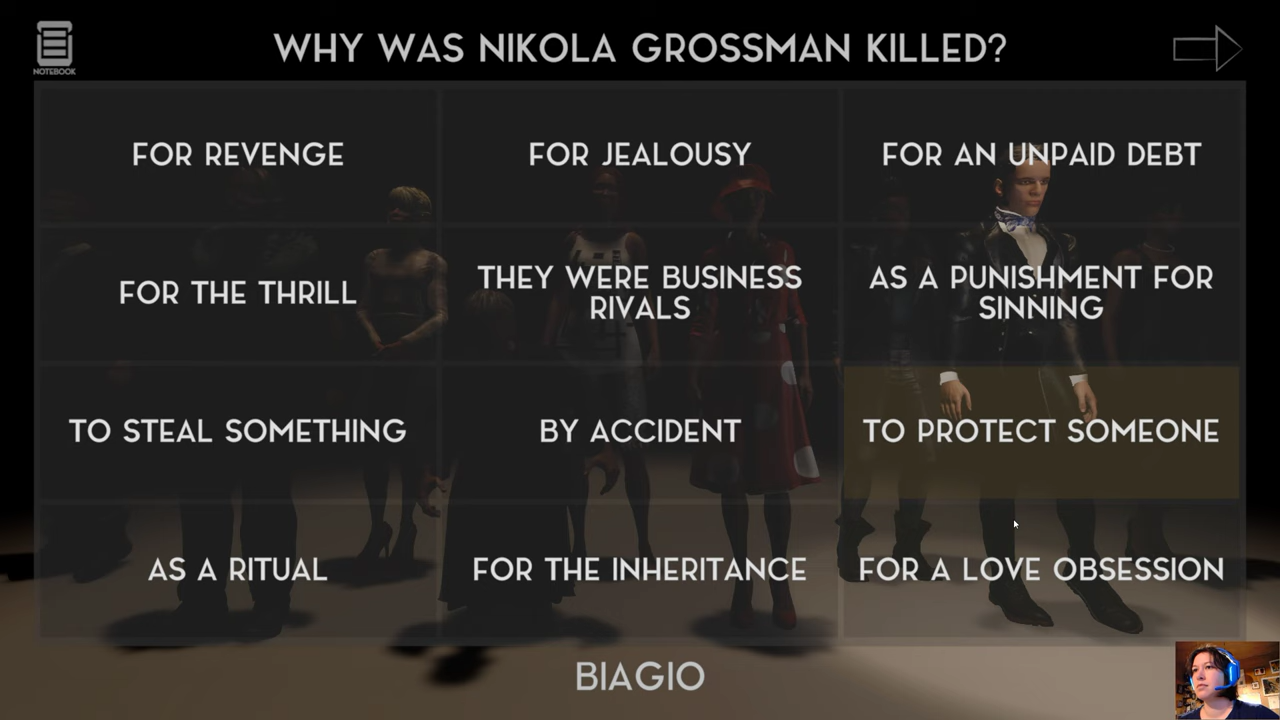 WHY WAS NIKOLA GROSSMAN KILLED?
NOTEBOOK
FOR REVENGE
FOR JEALOUSY
FOR AN UNPAID DEBT
FOR THE THRILL
THEY WERE BUSINESS
RIVALS
AS A PUNISHMENT FOR
SINNING
TO STEAL SOMETHING
BY ACCIDENT
TO PROTECT SOMEONE
AS A RITUAL
FOR THE INHERITANCE
FOR A LOVE OBSESSION
BIAGIO